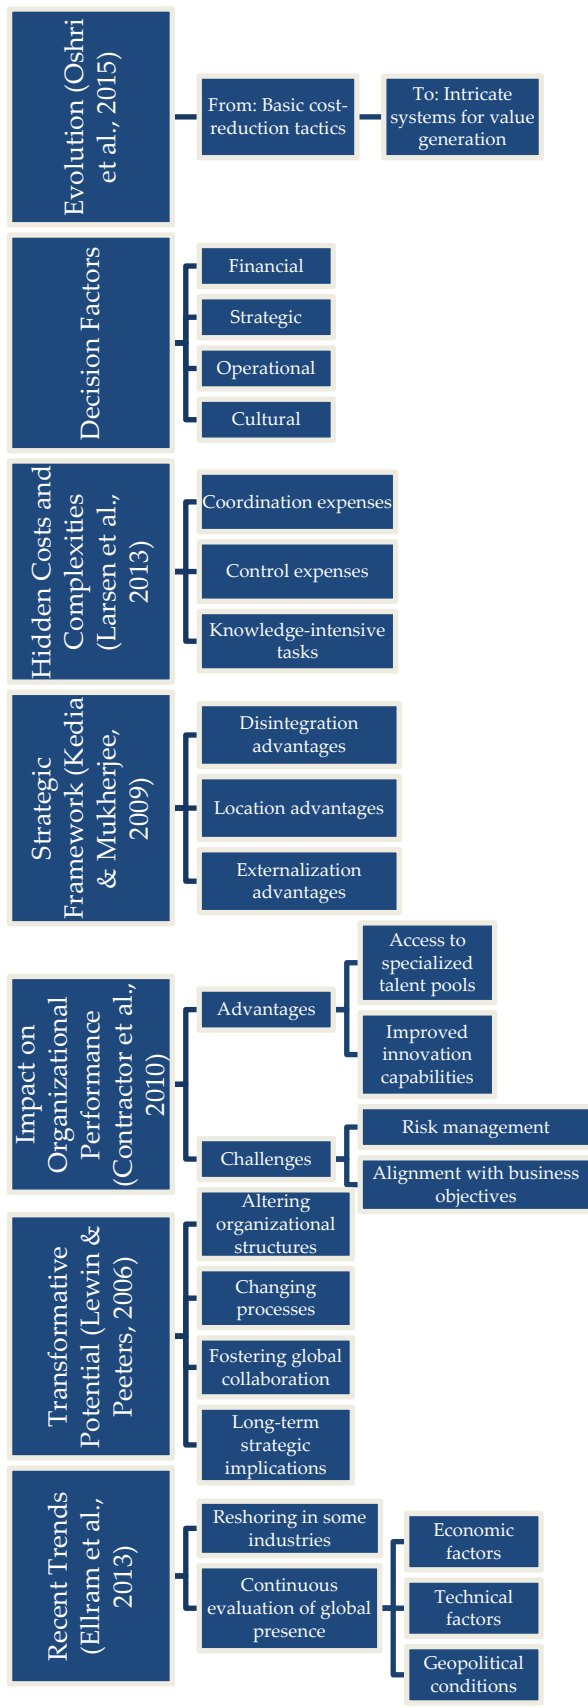 Evolution (Oshri
et al., 2015)
From: Basic cost-
reduction tactics
To: Intricate
systems for value
generation
Decision Factors
Financial
Strategic
Operational
Cultural
Hidden Costs and
Complexities
(Larsen et al.,
2013)
Coordination expenses
Control expenses
Knowledge-intensive
tasks
Strategic
Framework (Kedia
& Mukherjee,
2009)
Disintegration
advantages
Location advantages
Externalization
advantages
Impact on
Organizational
Performance
(Contractor et al.,
2010)
Advantages
Access to
specialized
talent pools
Improved
innovation
capabilities
Challenges
Risk management
Alignment with business
objectives
Transformative
Potential (Lewin &
Peeters, 2006)
Altering
organizational
structures
Changing
processes
Fostering global
collaboration
Long-term
strategic
implications
Recent Trends
(Ellram et al.,
2013)
Reshoring in some
industries
Continuous
evaluation of global
presence
Economic
factors
Technical
factors
Geopolitical
conditions